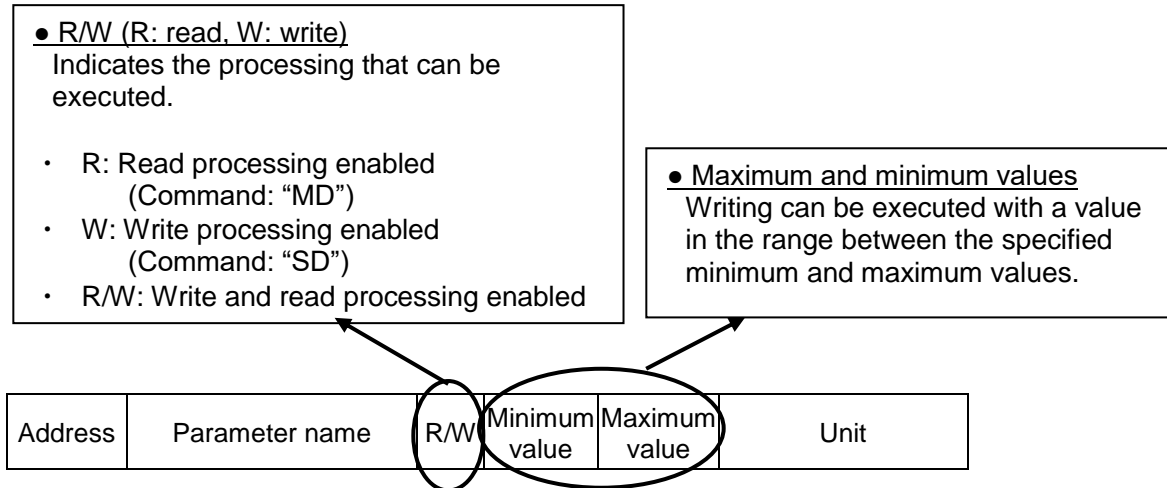 ● R/W (R: read, W: write)
Indicates the processing that can be
executed.
・ R: Read processing enabled
(Command: “MD”)
・ W: Write processing enabled
(Command: “SD”)
・ R/W: Write and read processing enabled
● Maximum and minimum values
Writing can be executed with a value
in the range between the specified
minimum and maximum values.
Address Parameter name R/W Minimum value Maximum value Unit